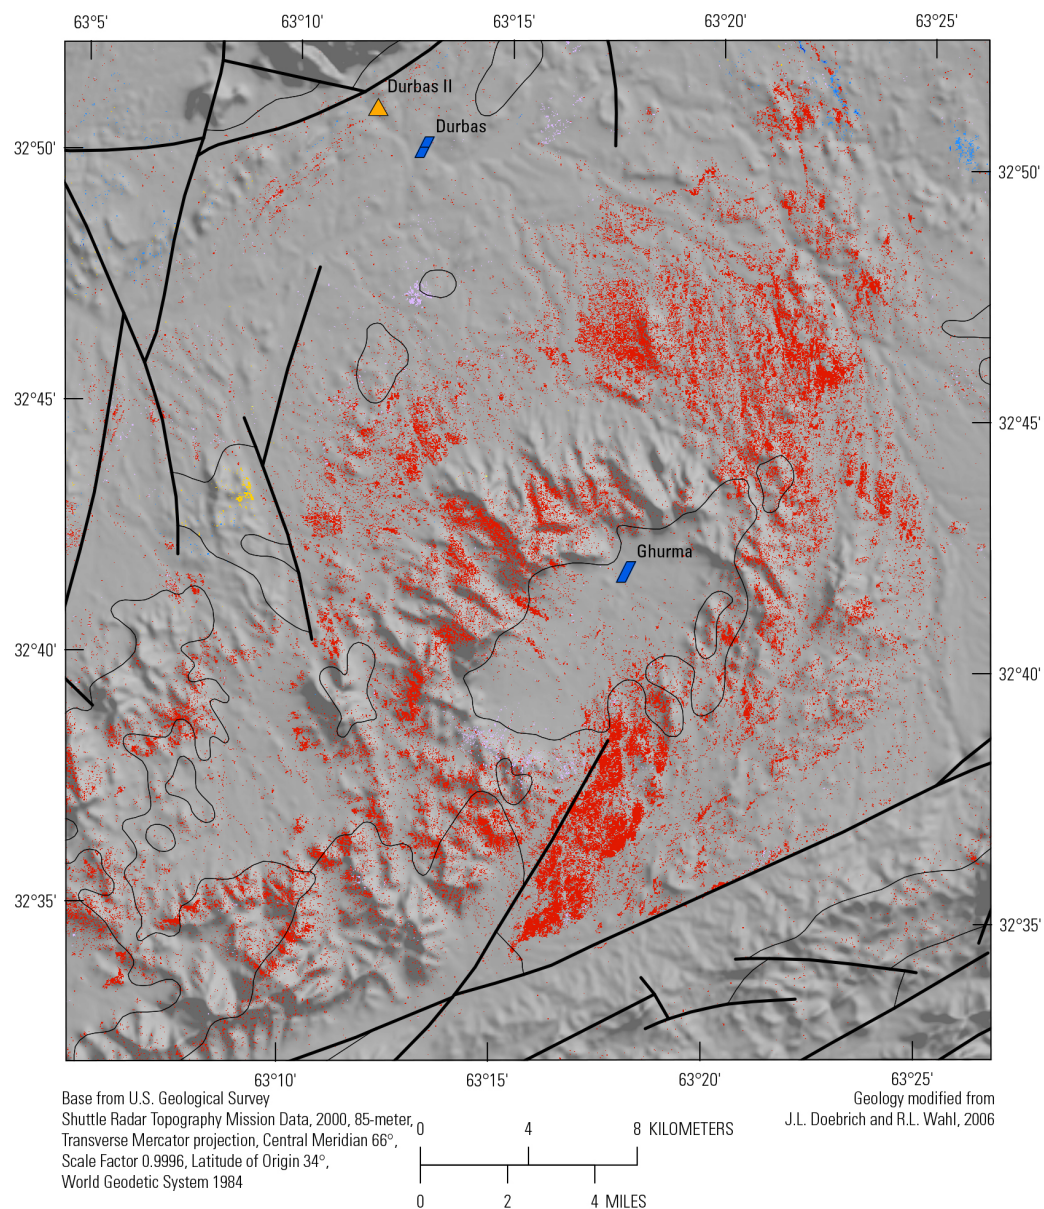 63°5' 63°10' 63°15' 63°20' 63°25'
Durbas II
Durbas
32°50' 32°50'
32°45' 32°45'
Ghurma
32°40' 32°40'
32°35' 32°35'
63°10' 63°15' 63°20' 63°25'
Base from U.S. Geological Survey
Shuttle Radar Topography Mission Data, 2000, 85-meter,
Transverse Mercator projection, Central Meridian 66°,
Scale Factor 0.9996, Latitude of Origin 34°,
World Geodetic System 1984
0 4 8 KILOMETERS
0 2 4 MILES
Geology modified from
J.L. Doebrich and R.L. Wahl, 2006